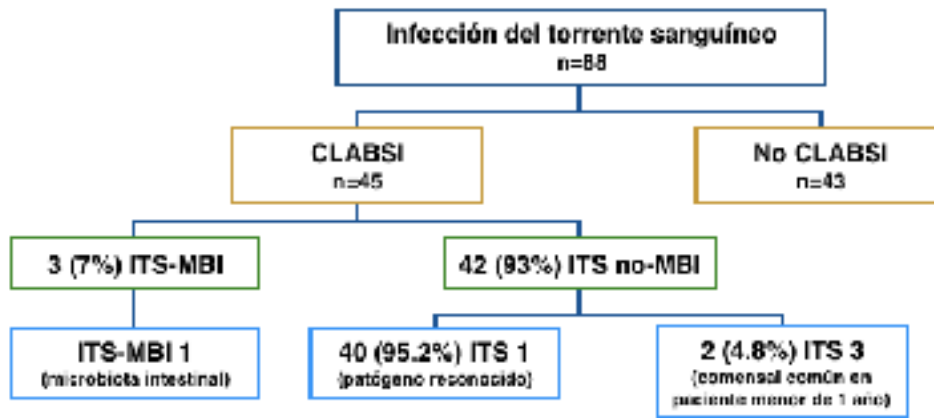 Infección del torrente sanguíneo
n=88
CLABSI
n=45
No CLABSI
n=43
3 (7%) ITS-MBI
42 (93%) ITS no-MBI
ITS-MBI 1
(microbiota intestinal)
40 (95.2%) ITS 1
(patógeno reconocido)
2 (4.8%) ITS 3
(comensal común en
paciente menor de 1 año)